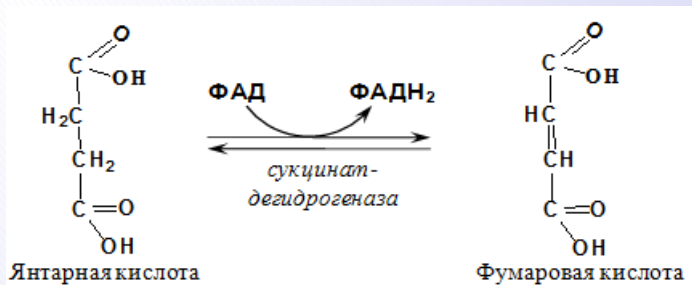 O
C
OH
H₂C
CH₂
C=O
OH
Янтарная кислота
ФАД ФАДН₂
сукцинат-
дегидрогеназа
O
C
OH
HC
CH
C=O
OH
Фумаровая кислота